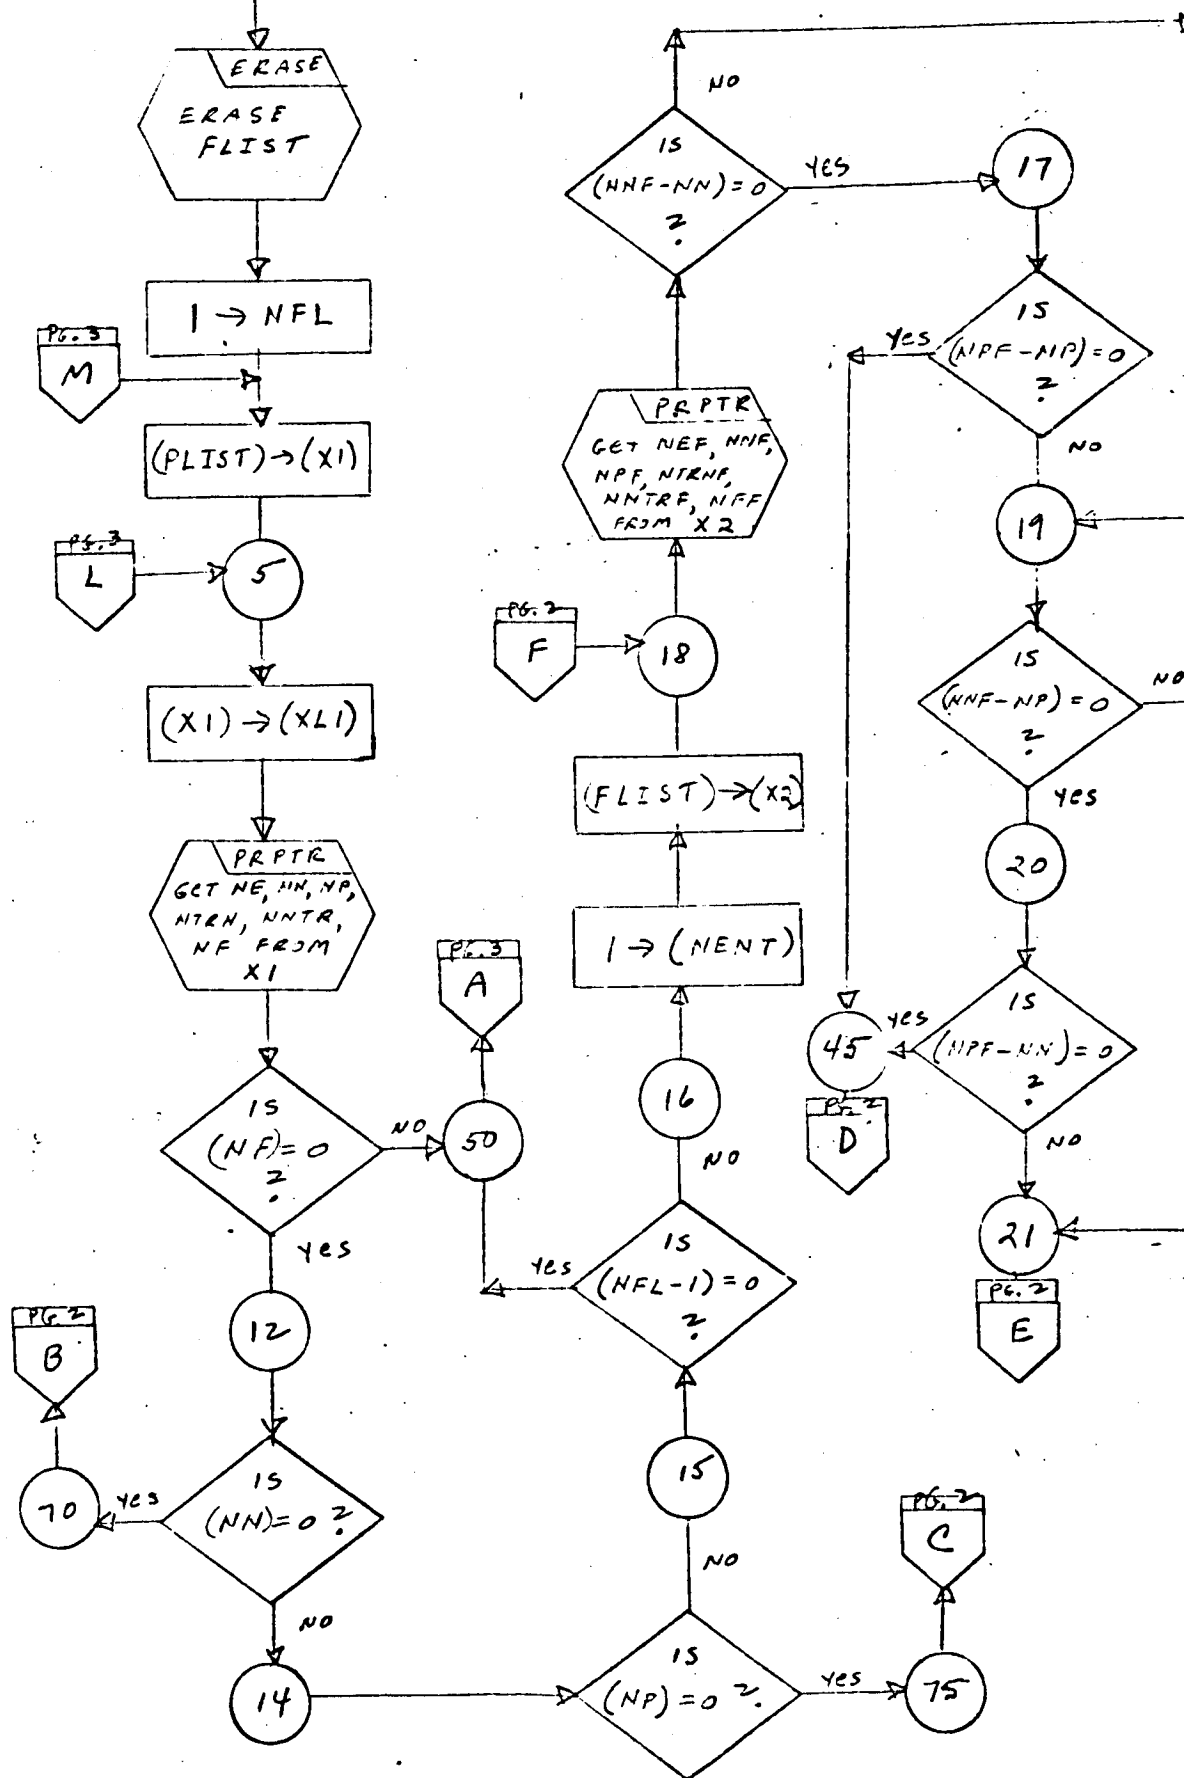 ERASE
ERASE
FLIST
1 → NFL
PG. 3
M
(PLIST)→(X1)
PG. 3
L
5
(X1)→(XL1)
PRPTR
GET NE, NN, NP,
NTRN, NNTR,
NF FROM
X1
IS
(NF)=0
?
NO
50
PG. 3
A
yes
12
PG. 2
B
70
yes
IS
(NN)=0 ?
NO
14
IS
(NP)=0 ?
yes
75
PG. 2
C
NO
15
IS
(NFL-1)=0
?
yes
NO
16
1 → (NENT)
(FLIST)→(X2)
PG. 2
F
18
PRPTR
GET NEF, NNF,
NPF, NTRNF,
NNTRF, NFF
FROM X2
IS
(NNF-NN)=0
?
NO
YES
17
IS
(NPF-NP)=0
?
yes
NO
19
IS
(NNF-NP)=0
?
NO
yes
20
IS
(NPF-NN)=0
?
yes
45
PG. 2
D
NO
21
PG. 2
E